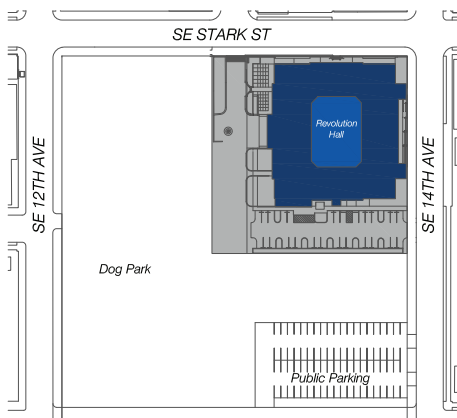 SE STARK ST
Revolution
Hall
SE 12TH AVE
SE 14TH AVE
Dog Park
Public Parking